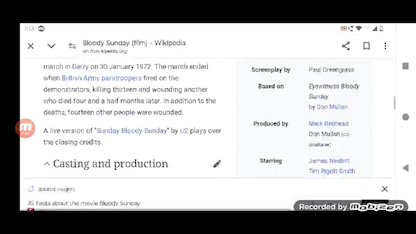 Bloody Sunday (film) - Wikipedia
en.m.wikipedia.org
march in Derry on 30 January 1972. The march ended
when British Army paratroopers fired on the
demonstrators, killing thirteen and wounding another
who died four and a half months later. In addition to the
deaths, fourteen other people were wounded.
A live version of "Sunday Bloody Sunday" by U2 plays over
the closing credits.
Casting and production
Screenplay by Paul Greengrass
Based on Eyewitness Bloody
Sunday
by Don Mullan
Produced by Mark Redhead
Don Mullan (co-
producer)
Starring James Nesbitt
Tim Pigott-Smith
Related insights
about the movie Bloody Sunday
Recorded by Mobizen